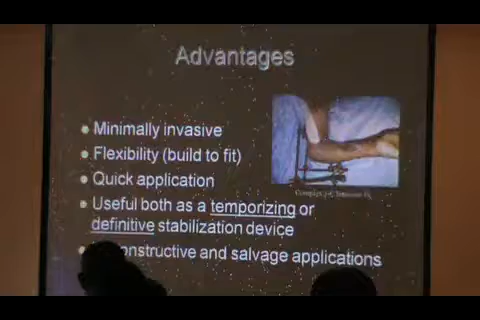 Advantages
Minimally invasive
Flexibility (build to fit)
Quick application
Useful both as a temporizing or
definitive stabilization device
and salvage applications